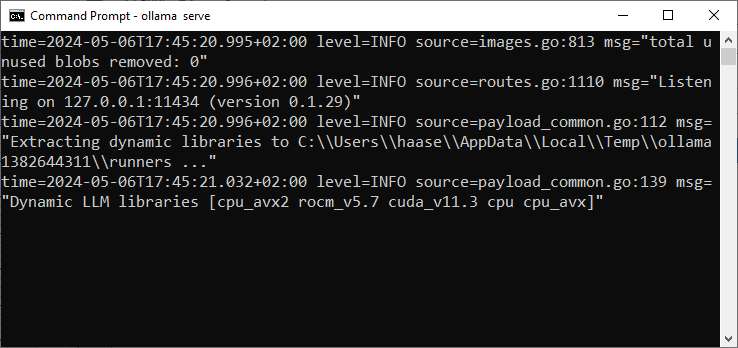 Command Prompt - ollama  serve
time=2024-05-06T17:45:20.995+02:00 level=INFO source=images.go:813 msg="total u
nused blobs removed: 0"
time=2024-05-06T17:45:20.996+02:00 level=INFO source=routes.go:1110 msg="Listen
ing on 127.0.0.1:11434 (version 0.1.29)"
time=2024-05-06T17:45:20.996+02:00 level=INFO source=payload_common.go:112 msg=
"Extracting dynamic libraries to C:\\Users\\haase\\AppData\\Local\\Temp\\ollama
1382644311\\runners ..."
time=2024-05-06T17:45:21.032+02:00 level=INFO source=payload_common.go:139 msg=
"Dynamic LLM libraries [cpu_avx2 rocm_v5.7 cuda_v11.3 cpu cpu_avx]"